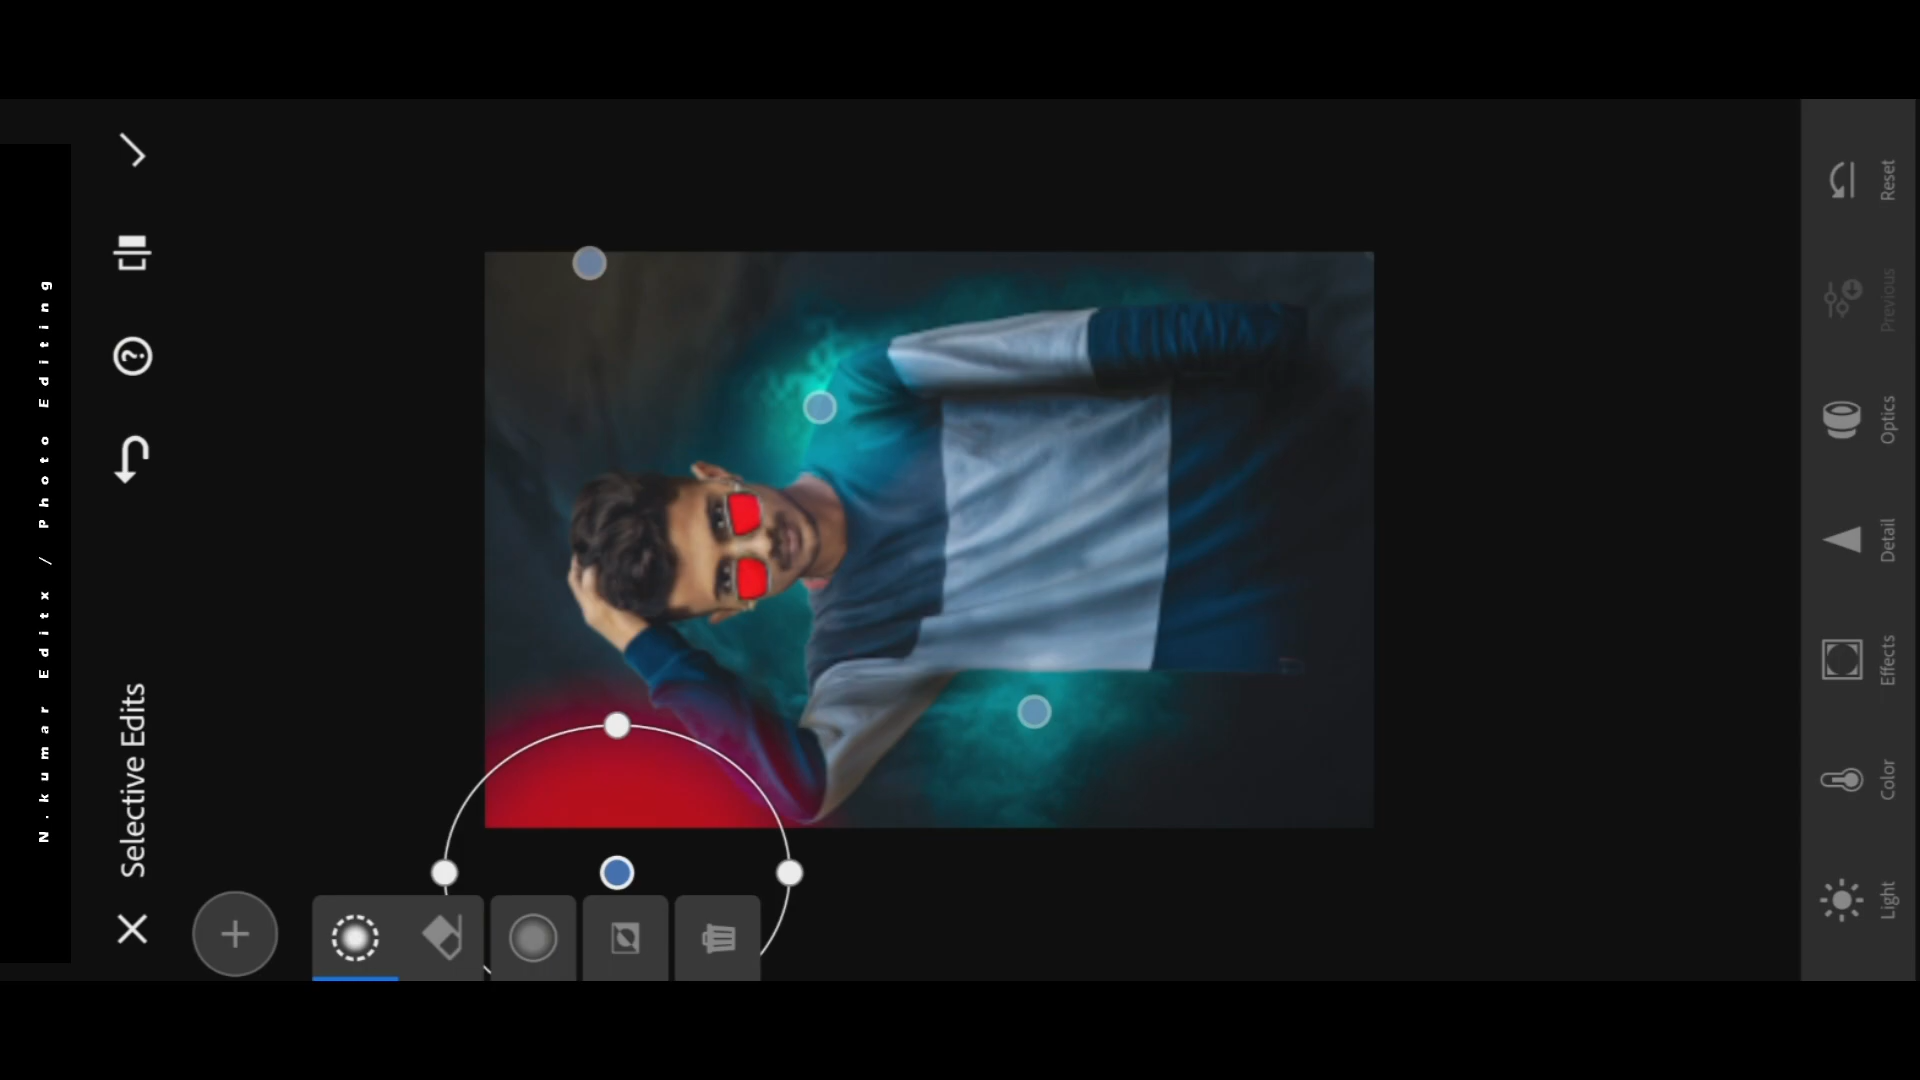 N.kumar Editx / Photo Editing
Selective Edits
Light
Color
Effects
Detail
Optics
Previous
Reset